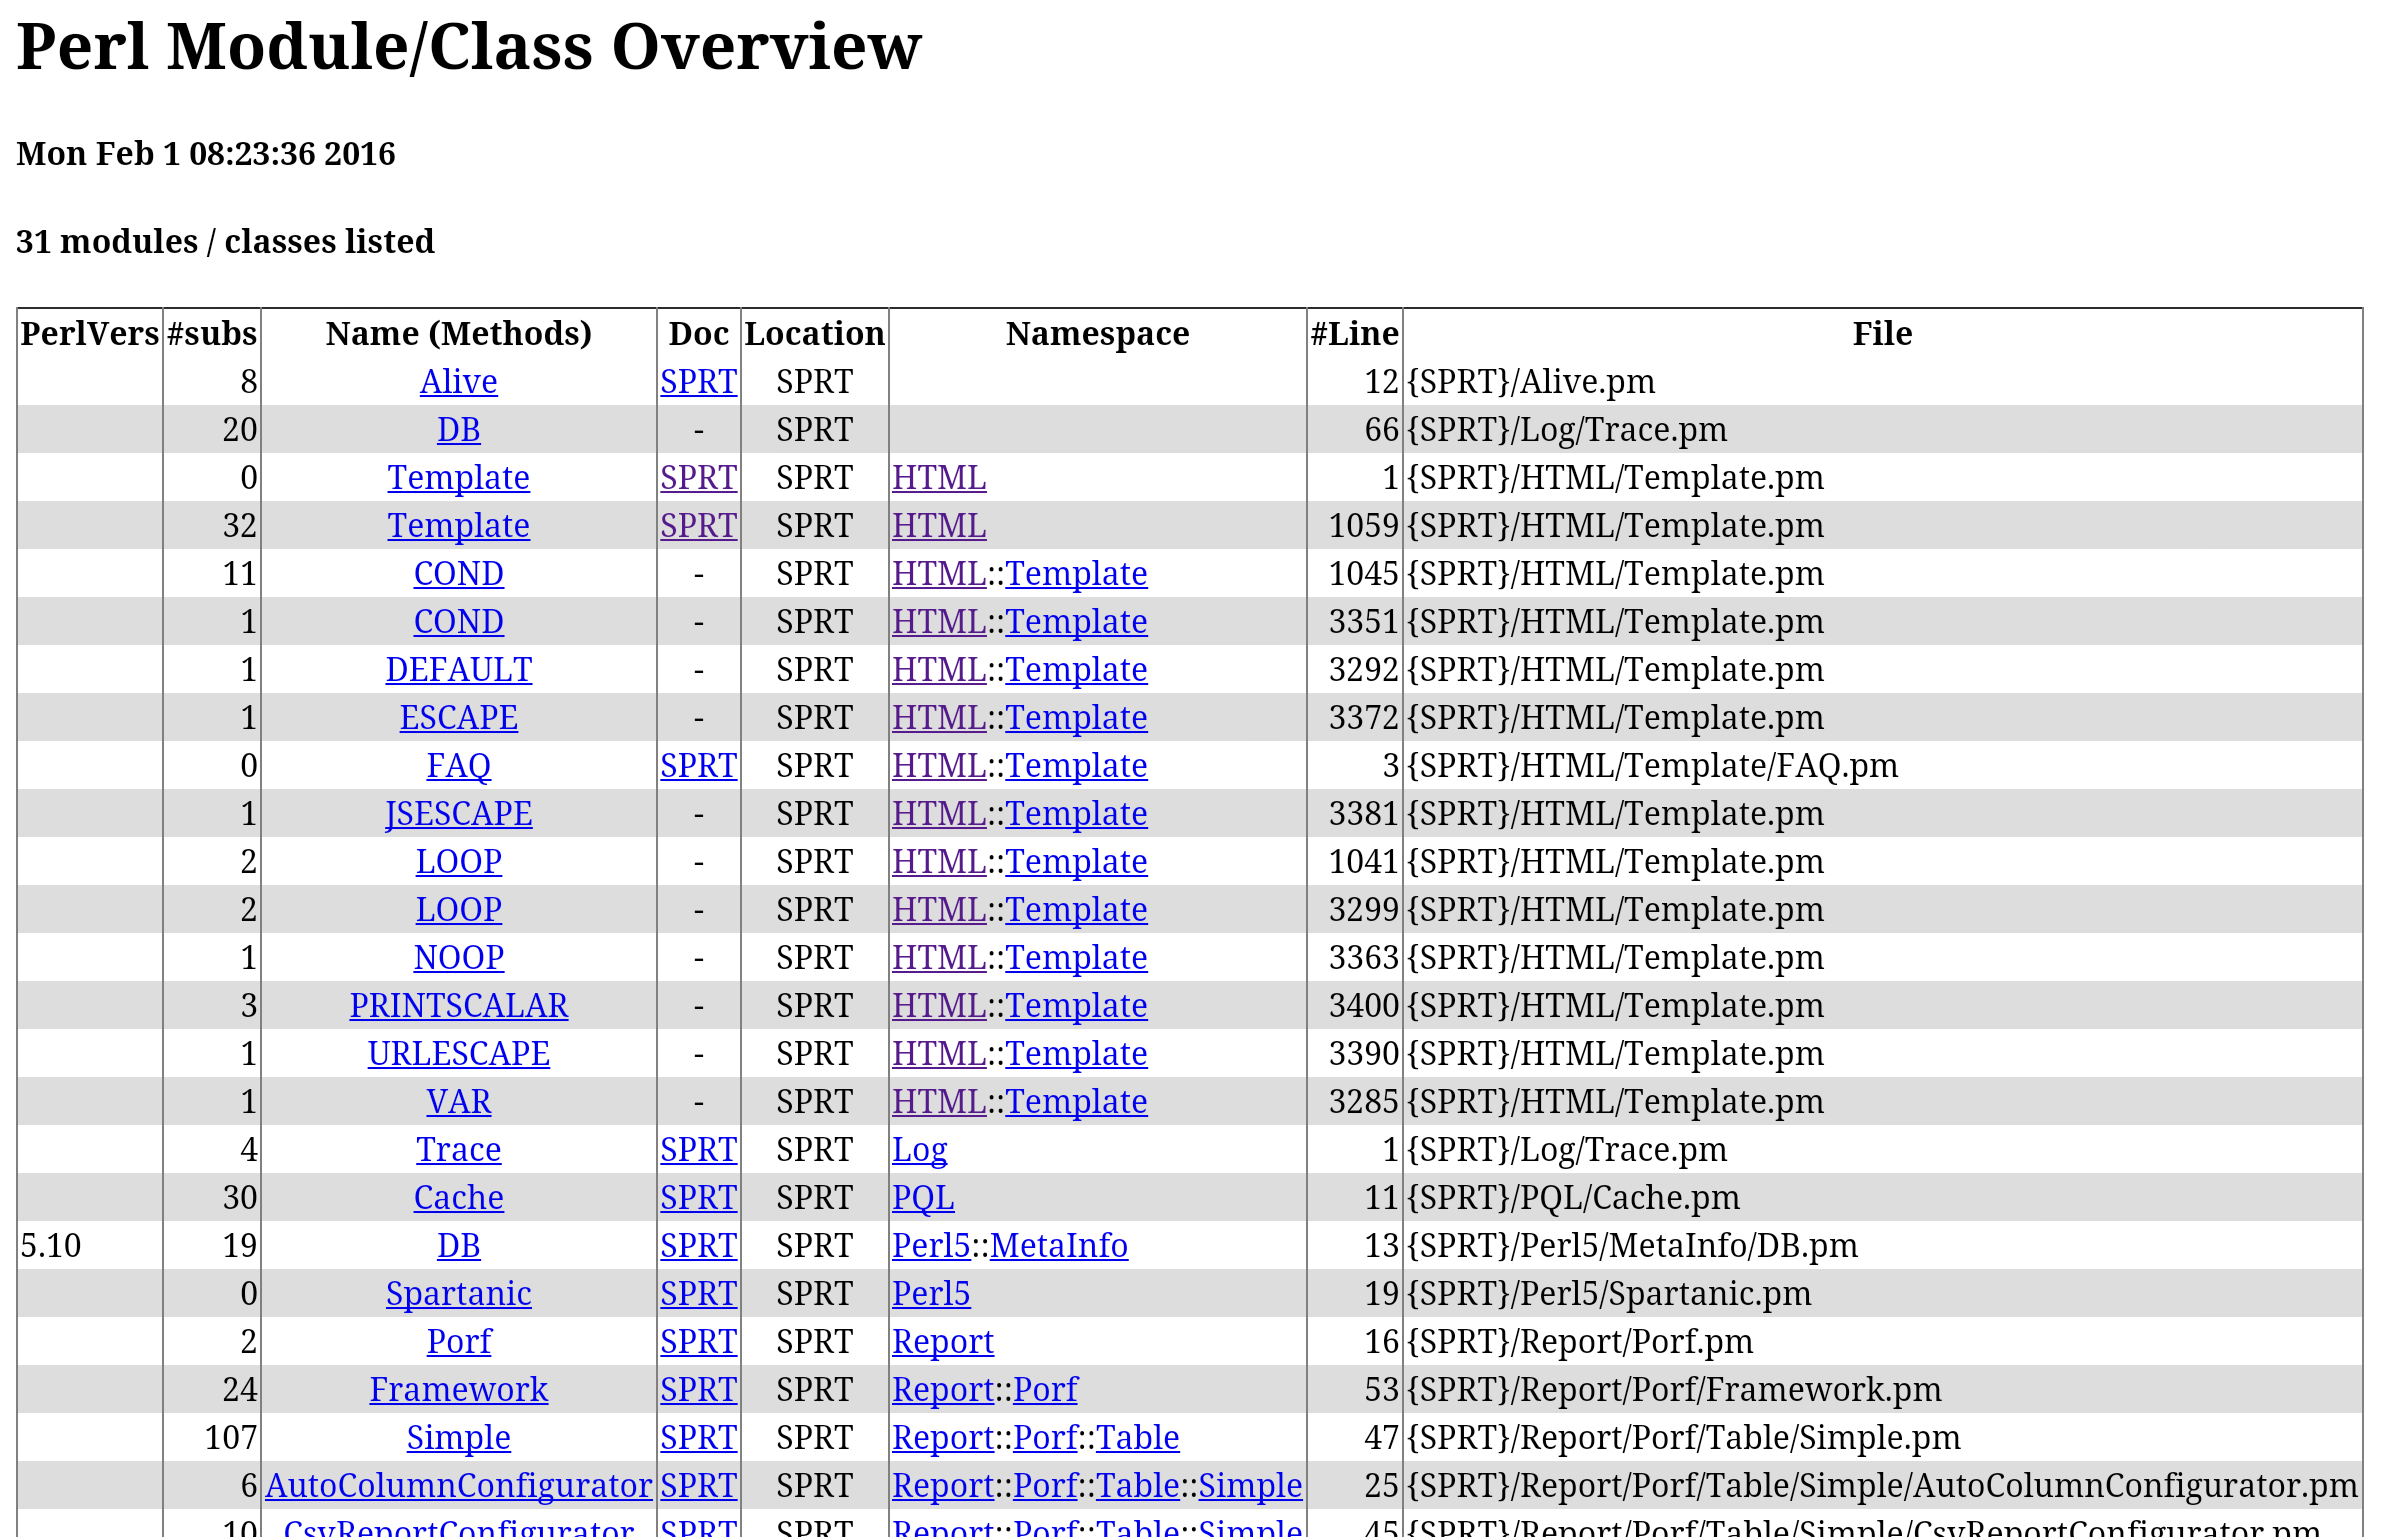 Perl Module/Class Overview
Mon Feb 1 08:23:36 2016
31 modules / classes listed
PerlVers #subs Name (Methods) Doc Location Namespace #Line File
8 Alive SPRT SPRT 12 {SPRT}/Alive.pm
20 DB - SPRT 66 {SPRT}/Log/Trace.pm
0 Template SPRT SPRT HTML 1 {SPRT}/HTML/Template.pm
32 Template SPRT SPRT HTML 1059 {SPRT}/HTML/Template.pm
11 COND - SPRT HTML::Template 1045 {SPRT}/HTML/Template.pm
1 COND - SPRT HTML::Template 3351 {SPRT}/HTML/Template.pm
1 DEFAULT - SPRT HTML::Template 3292 {SPRT}/HTML/Template.pm
1 ESCAPE - SPRT HTML::Template 3372 {SPRT}/HTML/Template.pm
0 FAQ SPRT SPRT HTML::Template 3 {SPRT}/HTML/Template/FAQ.pm
1 JSESCAPE - SPRT HTML::Template 3381 {SPRT}/HTML/Template.pm
2 LOOP - SPRT HTML::Template 1041 {SPRT}/HTML/Template.pm
2 LOOP - SPRT HTML::Template 3299 {SPRT}/HTML/Template.pm
1 NOOP - SPRT HTML::Template 3363 {SPRT}/HTML/Template.pm
3 PRINTSCALAR - SPRT HTML::Template 3400 {SPRT}/HTML/Template.pm
1 URLESCAPE - SPRT HTML::Template 3390 {SPRT}/HTML/Template.pm
1 VAR - SPRT HTML::Template 3285 {SPRT}/HTML/Template.pm
4 Trace SPRT SPRT Log 1 {SPRT}/Log/Trace.pm
30 Cache SPRT SPRT PQL 11 {SPRT}/PQL/Cache.pm
5.10 19 DB SPRT SPRT Perl5::MetaInfo 13 {SPRT}/Perl5/MetaInfo/DB.pm
0 Spartanic SPRT SPRT Perl5 19 {SPRT}/Perl5/Spartanic.pm
2 Porf SPRT SPRT Report 16 {SPRT}/Report/Porf.pm
24 Framework SPRT SPRT Report::Porf 53 {SPRT}/Report/Porf/Framework.pm
107 Simple SPRT SPRT Report::Porf::Table 47 {SPRT}/Report/Porf/Table/Simple.pm
6 AutoColumnConfigurator SPRT SPRT Report::Porf::Table::Simple 25 {SPRT}/Report/Porf/Table/Simple/AutoColumnConfigurator.pm
10 CsvReportConfigurator SPRT SPRT Report::Porf::Table::Simple 45 {SPRT}/Report/Porf/Table/Simple/CsvReportConfigurator.pm